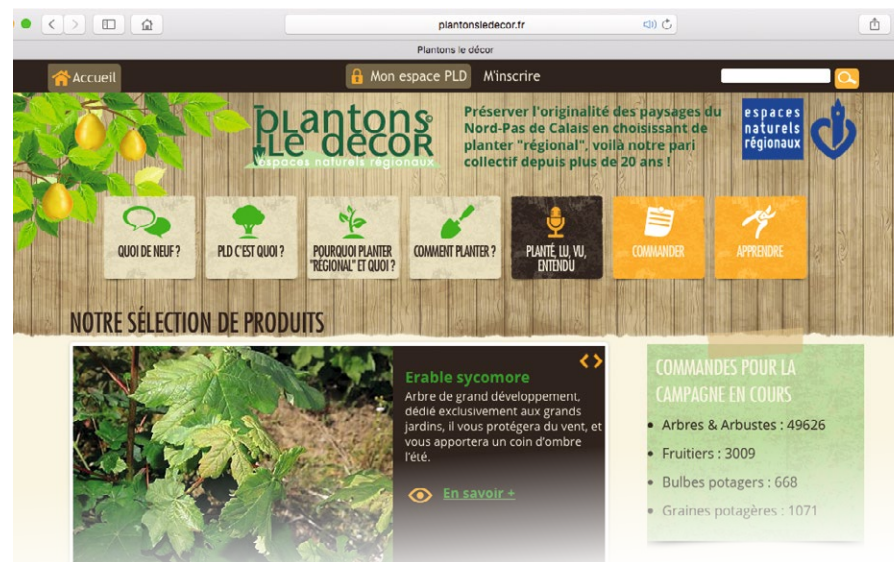 plantonsledecor.fr
Plantons le décor
Accueil
Mon espace PLD
M'inscrire
plantons
LE décor
espaces naturels régionaux
Préserver l'originalité des paysages du
Nord-Pas de Calais en choisissant de
planter "régional", voilà notre pari
collectif depuis plus de 20 ans !
espaces
naturels
régionaux
QUOI DE NEUF ?
PLD C'EST QUOI ?
POURQUOI PLANTER
"RÉGIONAL" ET QUOI ?
COMMENT PLANTER ?
PLANTÉ, LU, VU,
ENTENDU
COMMANDER
APPRENDRE
NOTRE SÉLECTION DE PRODUITS
Erable sycomore
Arbre de grand développement,
dédié exclusivement aux grands
jardins, il vous protégera du vent, et
vous apportera un coin d'ombre
l'été.
En savoir +
COMMANDES POUR LA
CAMPAGNE EN COURS
Arbres & Arbustes : 49626
Fruitiers : 3009
Bulbes potagers : 668
Graines potagères : 1071